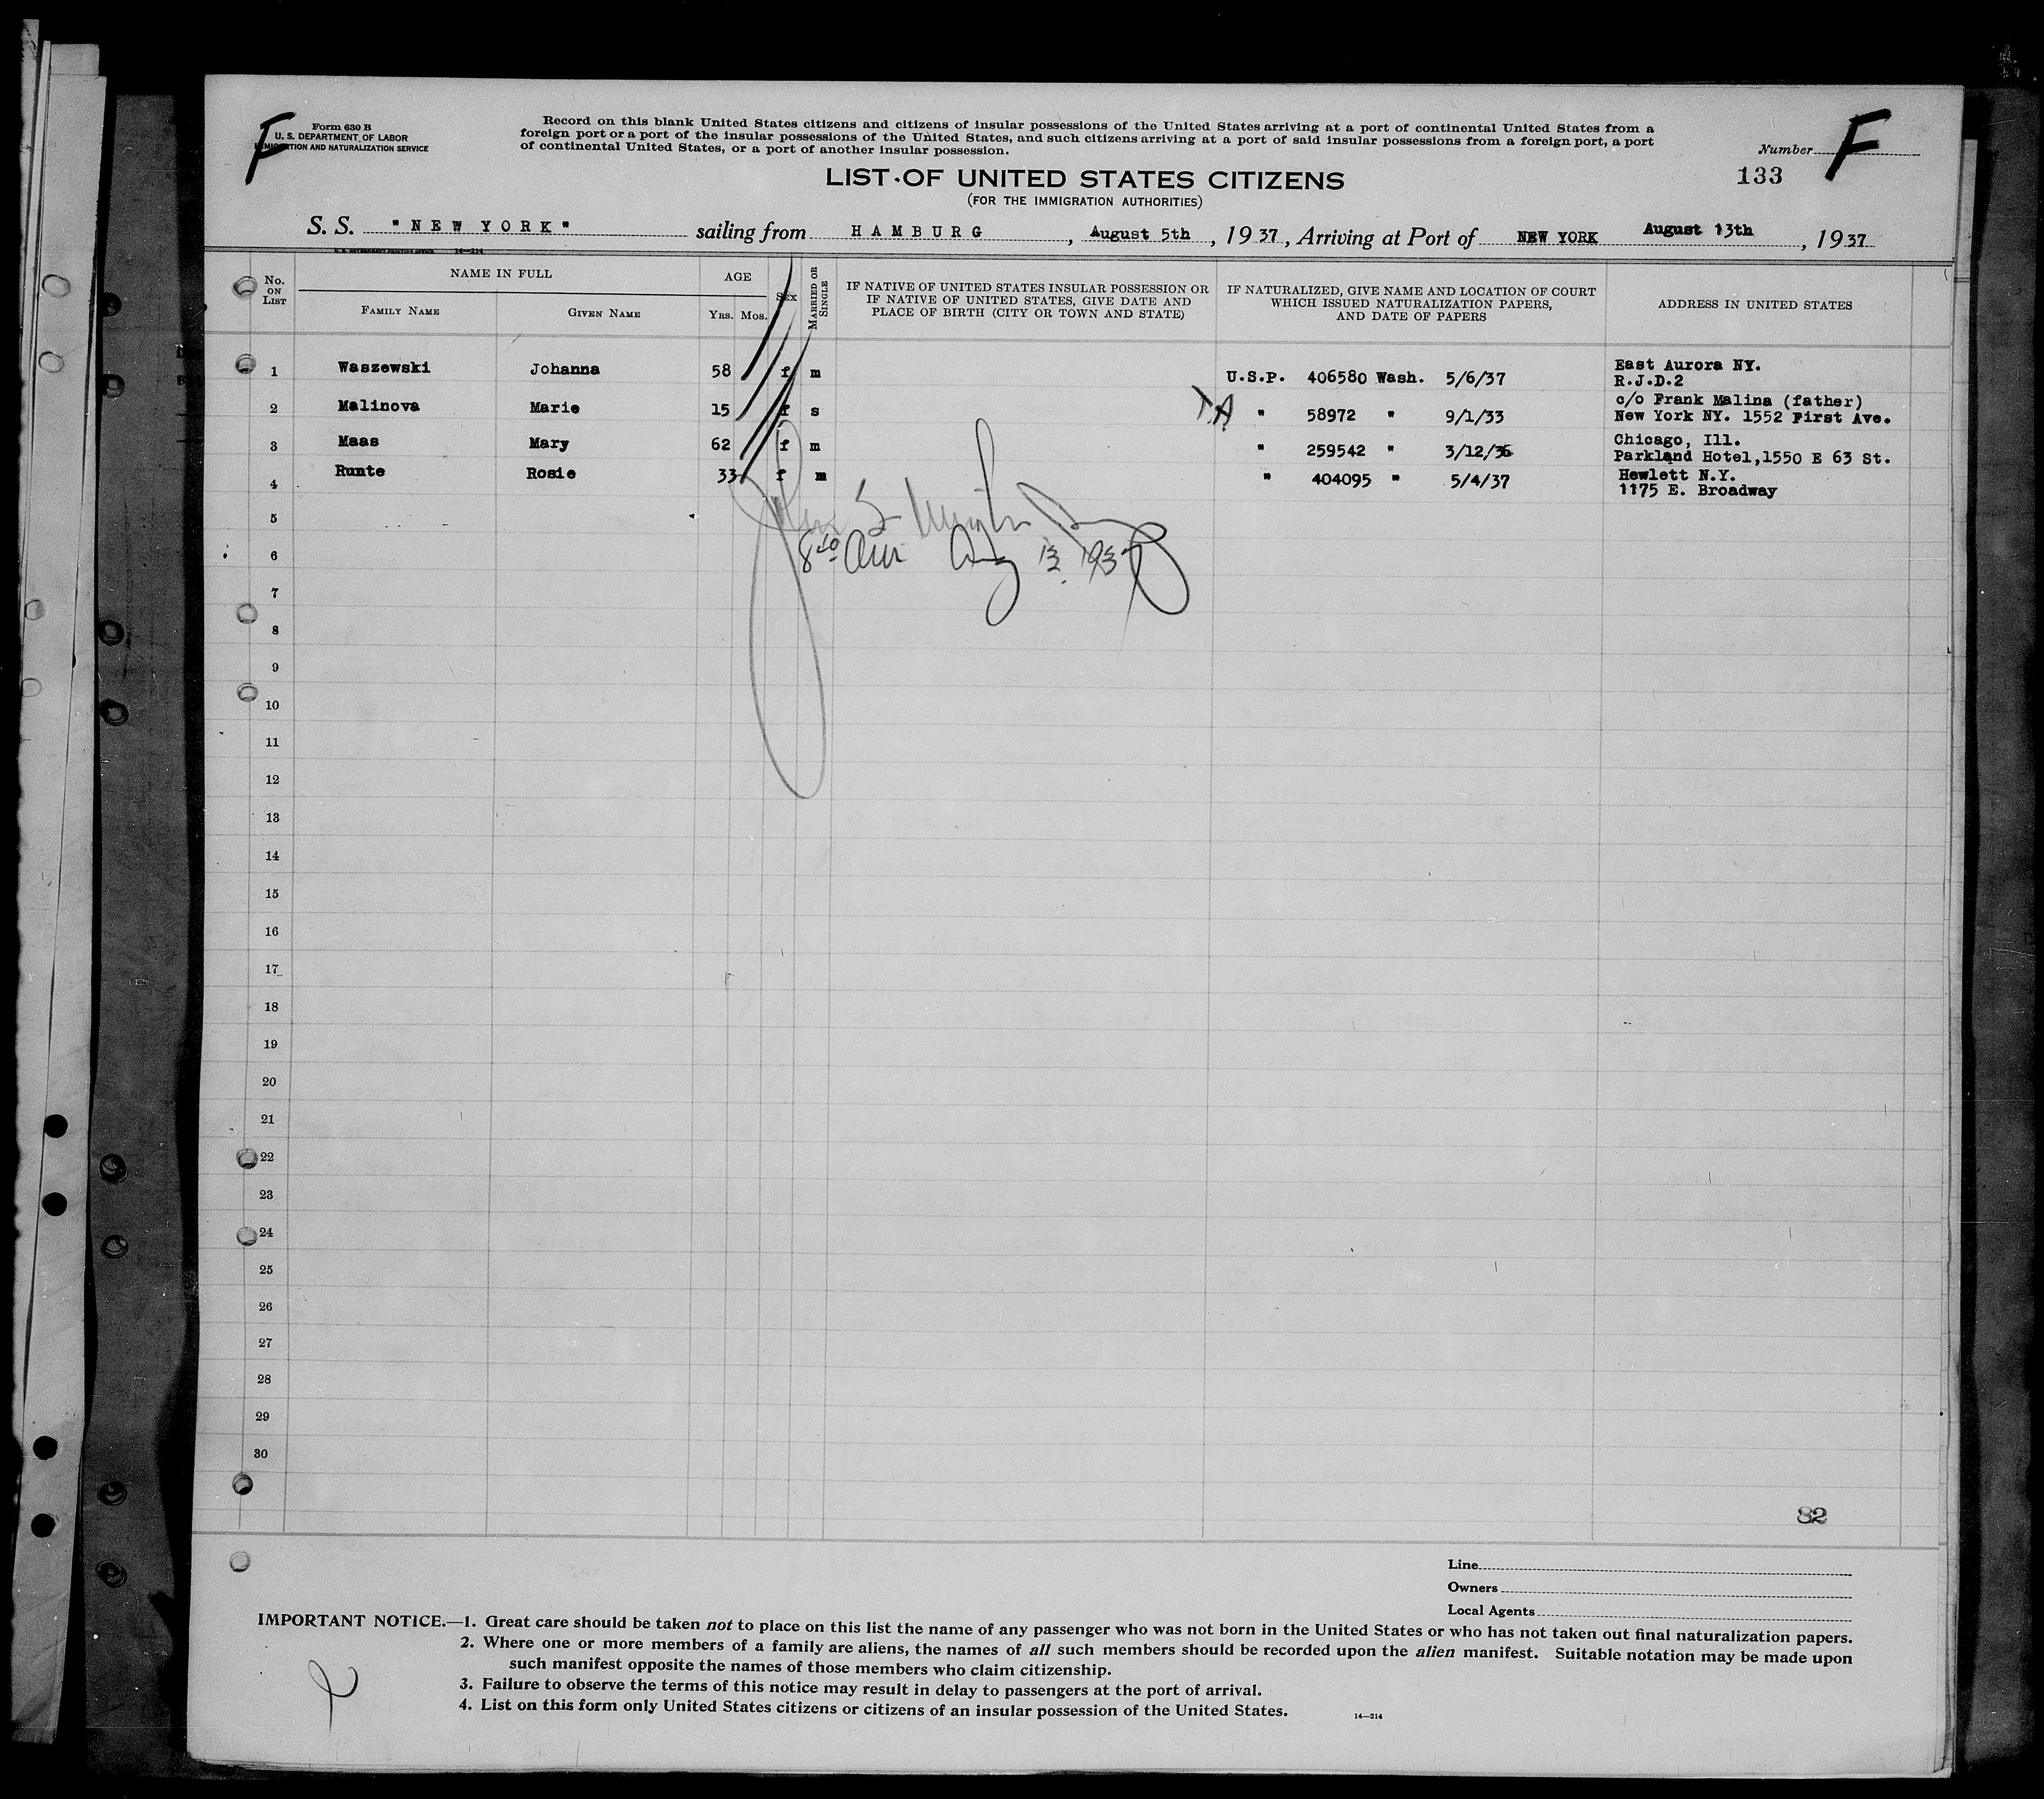 F
Form 630 B
U. S. DEPARTMENT OF LABOR
IMMIGRATION AND NATURALIZATION SERVICE
Record on this blank United States citizens and citizens of insular possessions of the United States arriving at a port of continental United States from a
foreign port or a port of the insular possessions of the United States, and such citizens arriving at a port of said insular possessions from a foreign port, a port
of continental United States, or a port of another insular possession.
Number F
133
LIST OF UNITED STATES CITIZENS
(FOR THE IMMIGRATION AUTHORITIES)
S. S. "NEW YORK" sailing from HAMBURG, August 5th, 1937, Arriving at Port of NEW YORK August 13th, 1937
U. S. GOVERNMENT PRINTING OFFICE 14—214
No. ON LIST
NAME IN FULL
FAMILY NAME
GIVEN NAME
AGE
YRS. MOS.
SEX
MARRIED OR SINGLE
IF NATIVE OF UNITED STATES INSULAR POSSESSION OR
IF NATIVE OF UNITED STATES, GIVE DATE AND
PLACE OF BIRTH (CITY OR TOWN AND STATE)
IF NATURALIZED, GIVE NAME AND LOCATION OF COURT
WHICH ISSUED NATURALIZATION PAPERS,
AND DATE OF PAPERS
ADDRESS IN UNITED STATES
1 Waszewski Johanna 58 f m U.S.P. 406580 Wash. 5/6/37 East Aurora NY.
R.J.D.2
2 Malinova Marie 15 f s " 58972 " 9/1/33 c/o Frank Malina (father)
New York NY. 1552 First Ave.
3 Maas Mary 62 f m " 259542 " 3/12/36 Chicago, Ill.
Parkland Hotel,1550 E 63 St.
4 Runte Rosie 33 f m " 404095 " 5/4/37 Hewlett N.Y.
1175 E. Broadway
5
6
8 40 am Aug 13 1937
7
8
9
10
11
12
13
14
15
16
17
18
19
20
21
22
23
24
25
26
27
28
29
30
82
Line
Owners
Local Agents
IMPORTANT NOTICE.—1. Great care should be taken not to place on this list the name of any passenger who was not born in the United States or who has not taken out final naturalization papers.
2. Where one or more members of a family are aliens, the names of all such members should be recorded upon the alien manifest. Suitable notation may be made upon
such manifest opposite the names of those members who claim citizenship.
3. Failure to observe the terms of this notice may result in delay to passengers at the port of arrival.
4. List on this form only United States citizens or citizens of an insular possession of the United States.
14—214